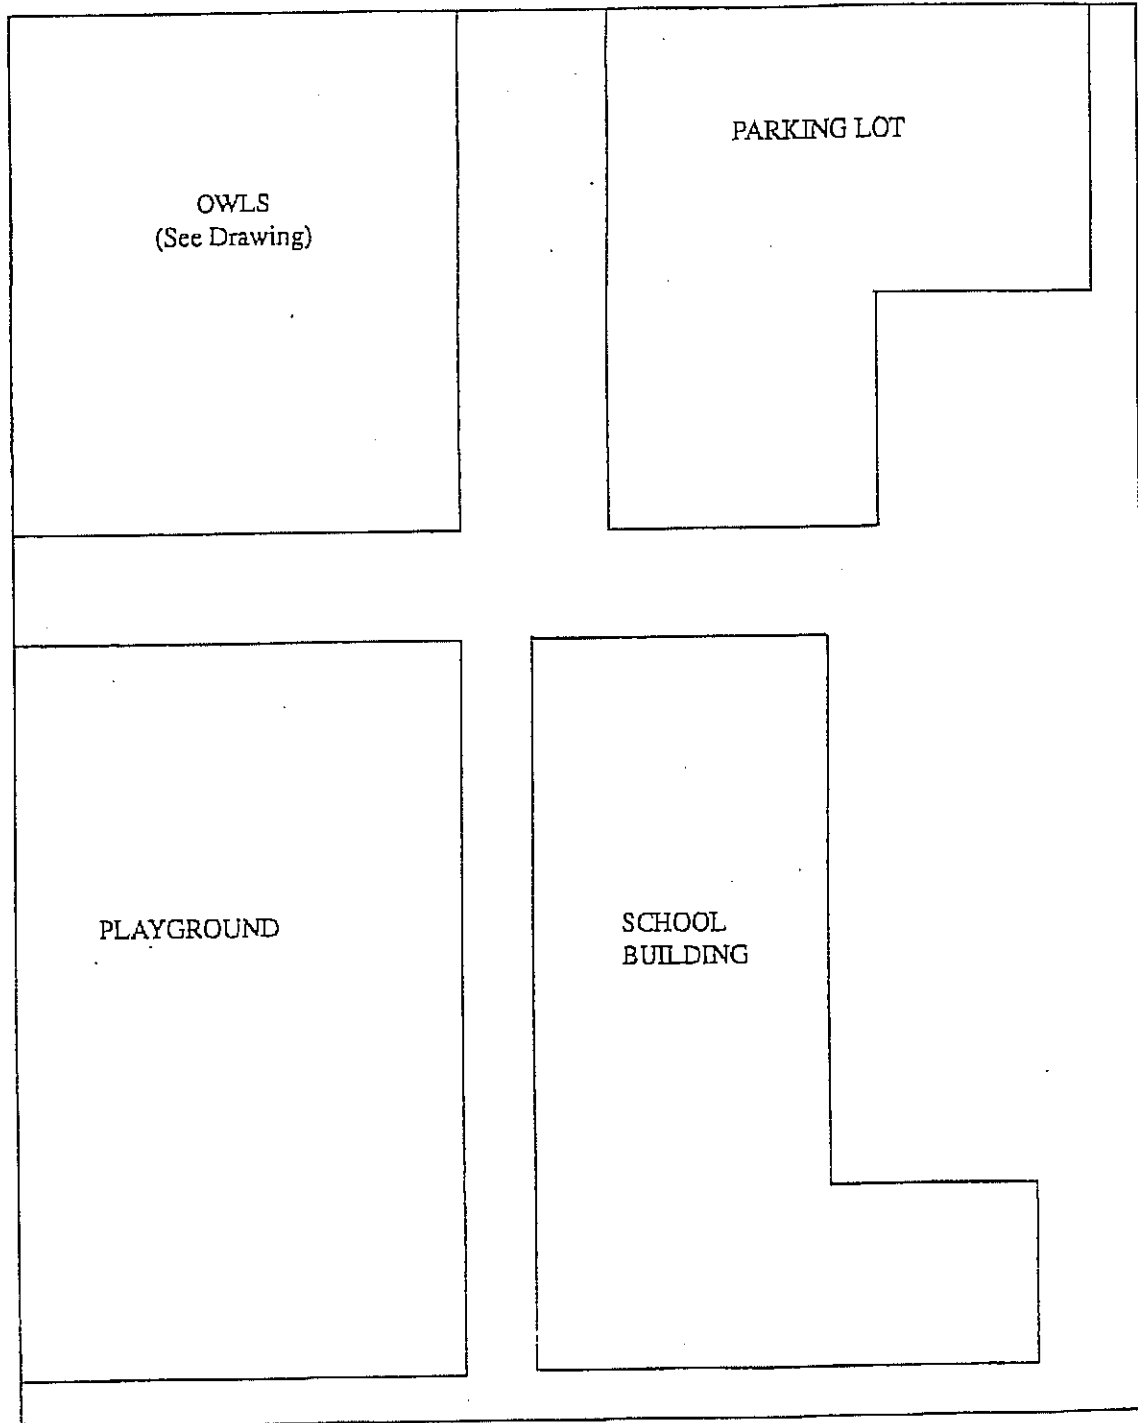 PARKING LOT
OWLS
(See Drawing)
PLAYGROUND
SCHOOL
BUILDING